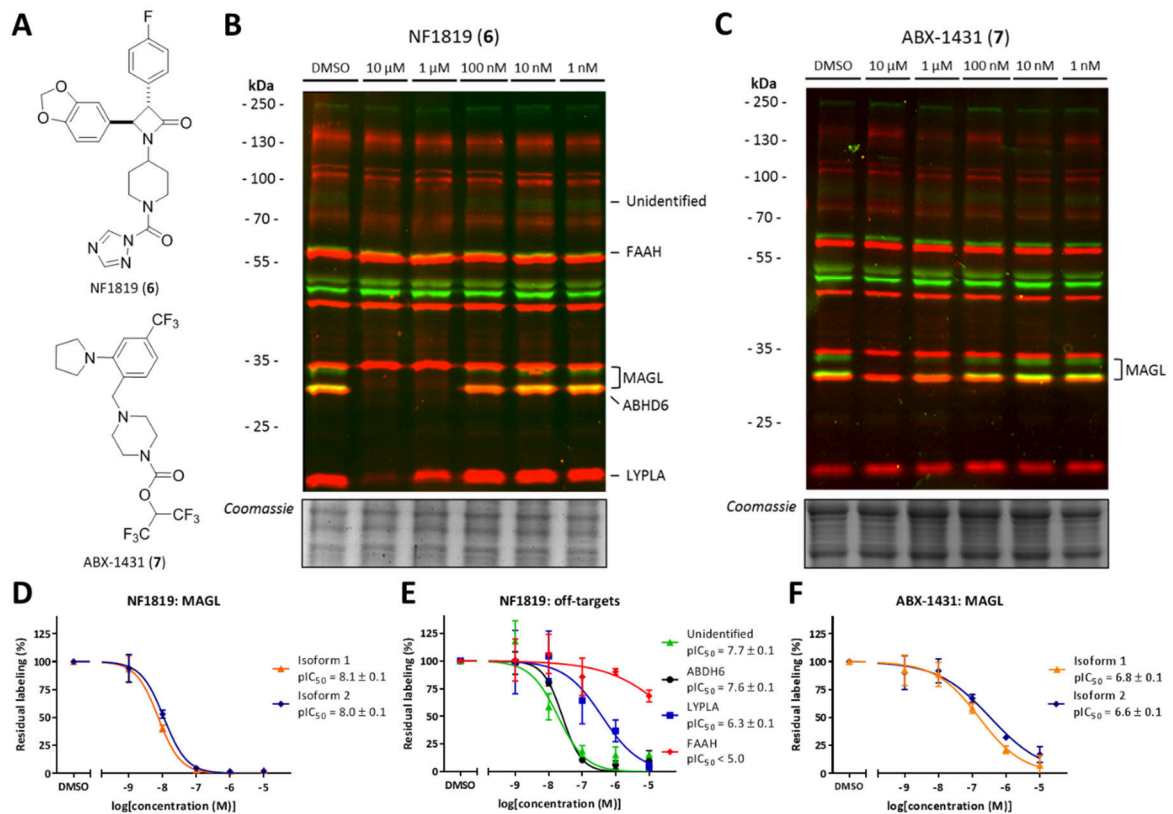 A
F
O
O
N
O
N
N
N
N
O
NF1819 (6)
CF3
N
N
N
O
O
CF3
CF3
ABX-1431 (7)
B
NF1819 (6)
DMSO 10 µM 1 µM 100 nM 10 nM 1 nM
kDa
- 250 -
- 130 -
- 100 -
- 70 -
- 55 -
- 35 -
- 25 -
Unidentified
FAAH
MAGL
ABHD6
LYPLA
Coomassie
C
ABX-1431 (7)
DMSO 10 µM 1 µM 100 nM 10 nM 1 nM
kDa
- 250 -
- 130 -
- 100 -
- 70 -
- 55 -
- 35 -
- 25 -
MAGL
Coomassie
D
NF1819: MAGL
Residual labeling (%)
125
100
75
50
25
0
DMSO -9 -8 -7 -6 -5
log[concentration (M)]
Isoform 1
pIC50 = 8.1 ± 0.1
Isoform 2
pIC50 = 8.0 ± 0.1
E
NF1819: off-targets
Residual labeling (%)
125
100
75
50
25
0
DMSO -9 -8 -7 -6 -5
log[concentration (M)]
Unidentified
pIC50 = 7.7 ± 0.1
ABDH6
pIC50 = 7.6 ± 0.1
LYPLA
pIC50 = 6.3 ± 0.1
FAAH
pIC50 < 5.0
F
ABX-1431: MAGL
Residual labeling (%)
125
100
75
50
25
0
DMSO -9 -8 -7 -6 -5
log[concentration (M)]
Isoform 1
pIC50 = 6.8 ± 0.1
Isoform 2
pIC50 = 6.6 ± 0.1